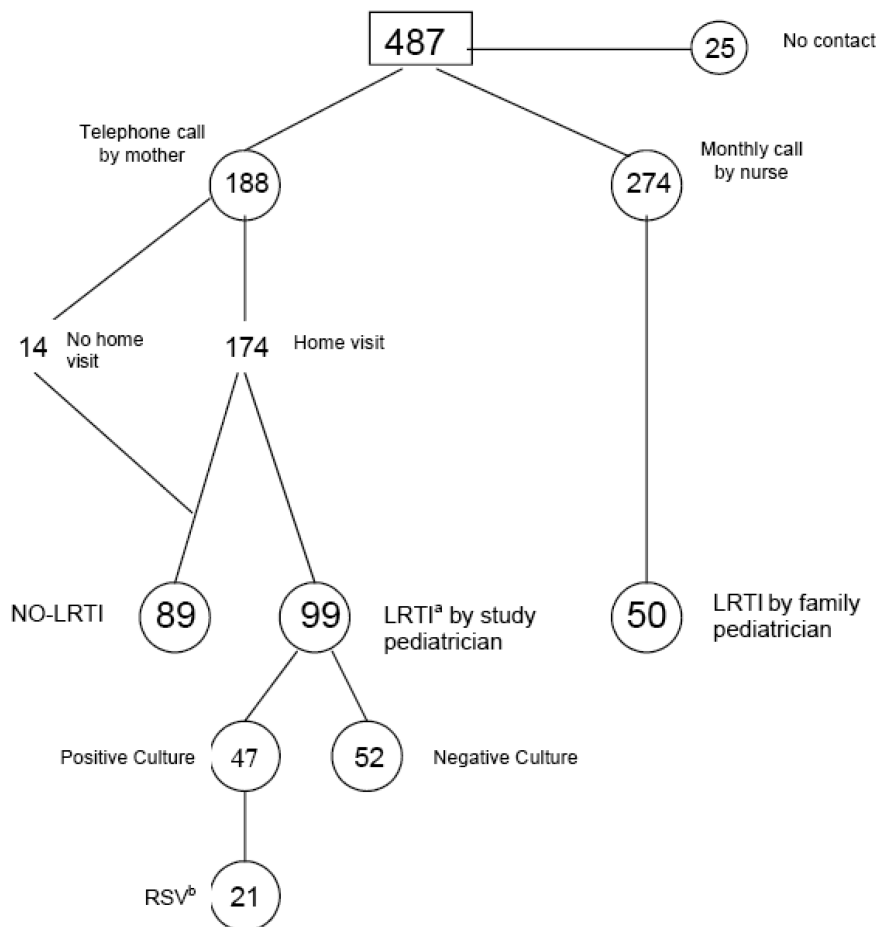 487
25
No contact
Telephone call
by mother
188
274
Monthly call
by nurse
14
No home
visit
174
Home visit
NO-LRTI
89
99
LRTIᵃ by study
pediatrician
50
LRTI by family
pediatrician
Positive Culture
47
52
Negative Culture
RSVᵇ
21